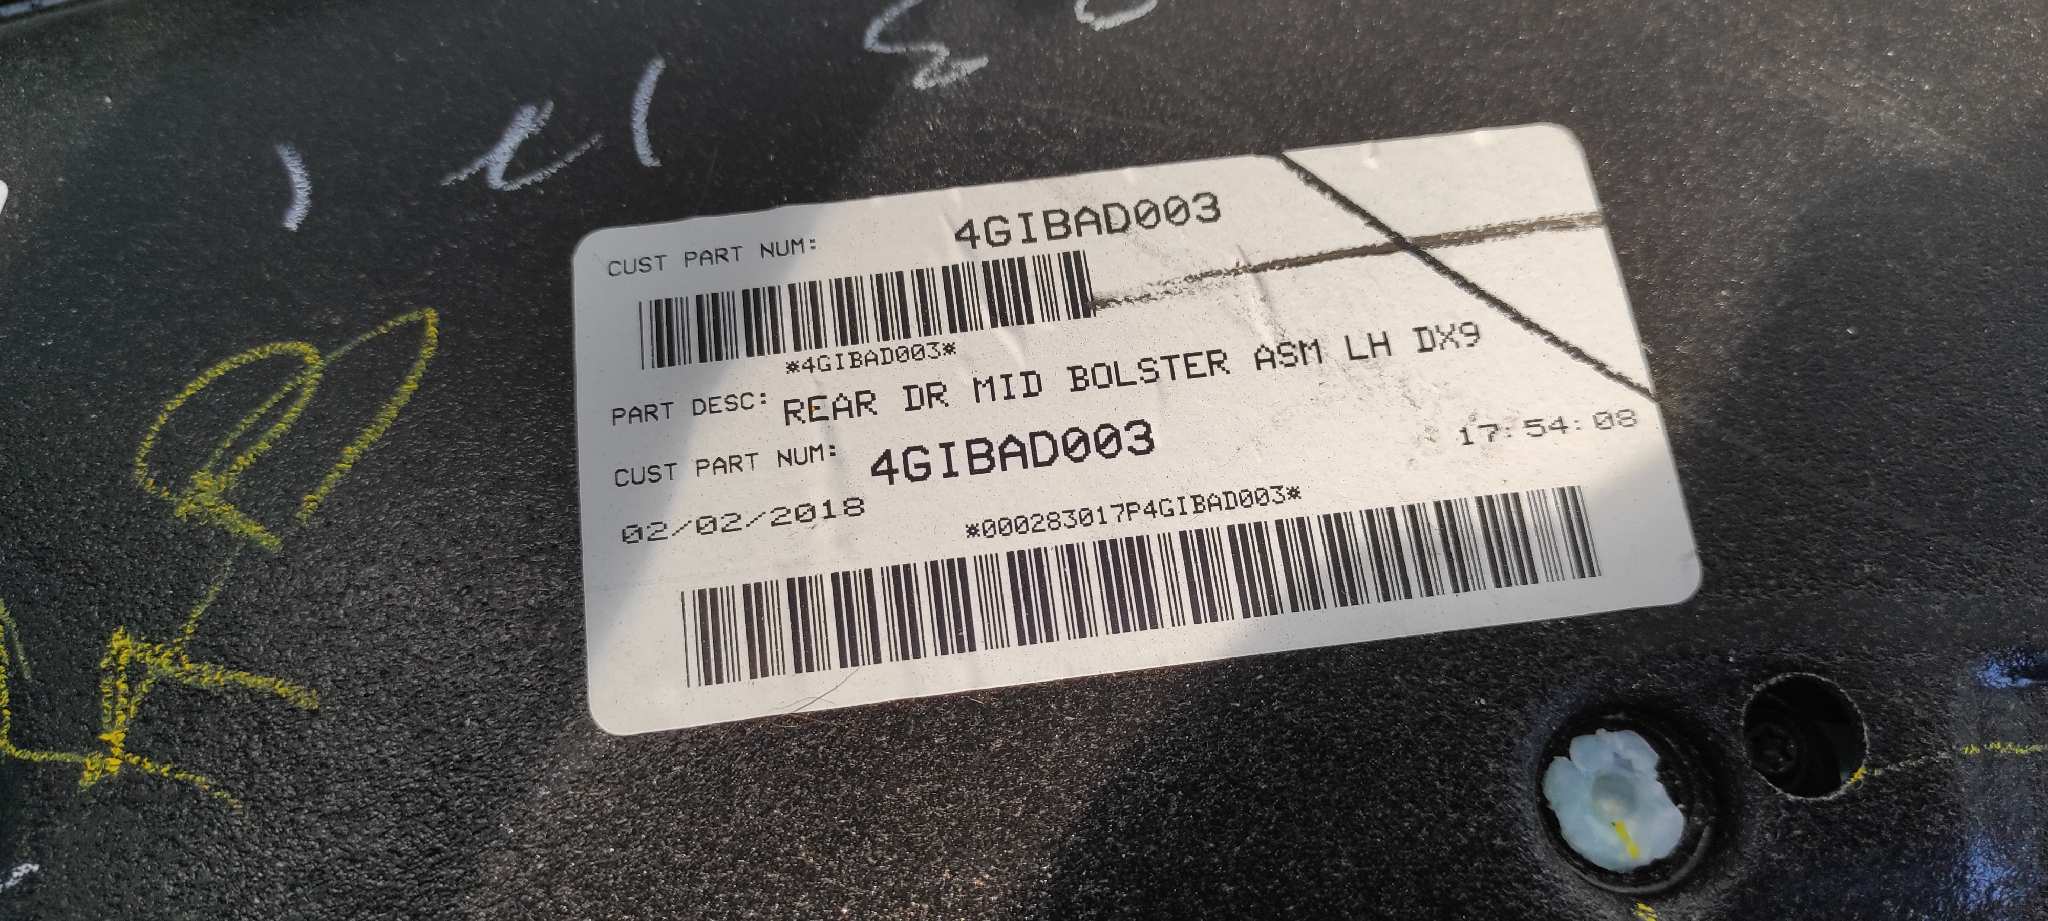 CUST PART NUM: 4GIBAD003
*4GIBAD003*
PART DESC: REAR DR MID BOLSTER ASM LH DX9
CUST PART NUM: 4GIBAD003
02/02/2018 17:54:08
*000283017P4GIBAD003*